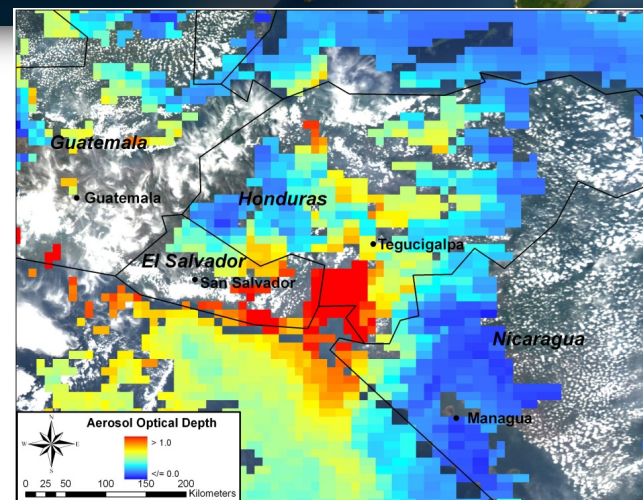 Guatemala
Guatemala
Honduras
Tegucigalpa
El Salvador
San Salvador
Nicaragua
Managua
Aerosol Optical Depth
N
W
E
S
> 1.0
</= 0.0
0 25 50 100 150 200
Kilometers